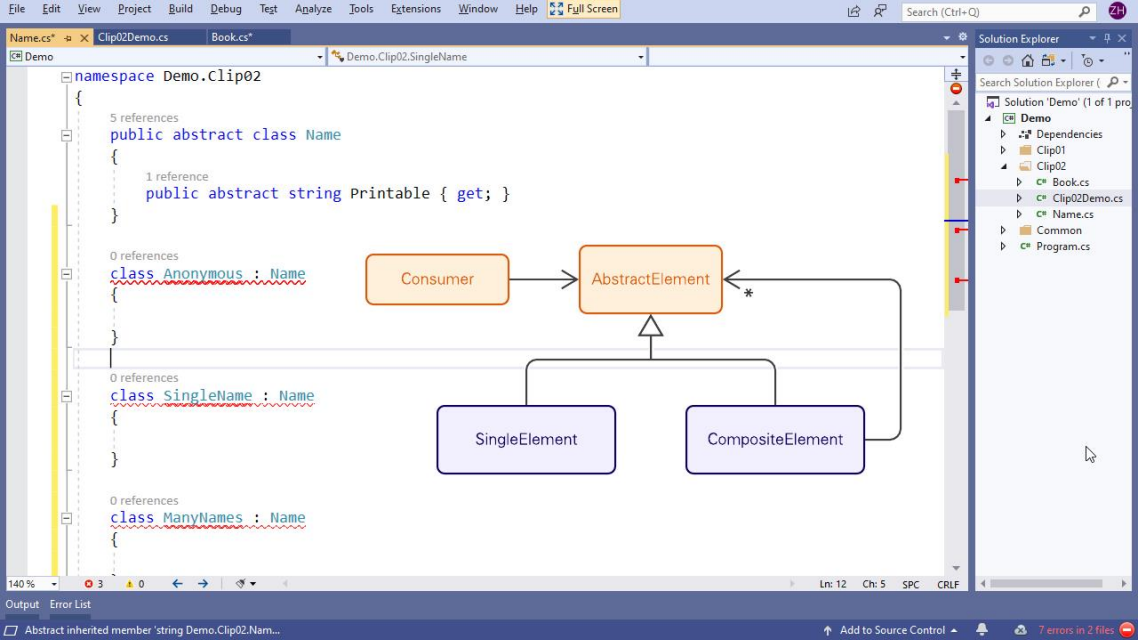 File Edit View Project Build Debug Test Analyze Tools Extensions Window Help Full Screen Search (Ctrl+Q) ZH
Name.cs* Clip02Demo.cs Book.cs*
Demo Demo.Clip02.SingleName
namespace Demo.Clip02
{
5 references
public abstract class Name
{
1 reference
public abstract string Printable { get; }
}
0 references
class Anonymous : Name
{
}
0 references
class SingleName : Name
{
}
0 references
class ManyNames : Name
{
Consumer
AbstractElement
*
SingleElement
CompositeElement
140 % 3 0 Ln: 12 Ch: 5 SPC CRLF
Solution Explorer
Search Solution Explorer (
Solution 'Demo' (1 of 1 pro
Demo
Dependencies
Clip01
Clip02
Book.cs
Clip02Demo.cs
Name.cs
Common
Program.cs
Output Error List
Abstract inherited member 'string Demo.Clip02.Nam... Add to Source Control 7 errors in 2 files